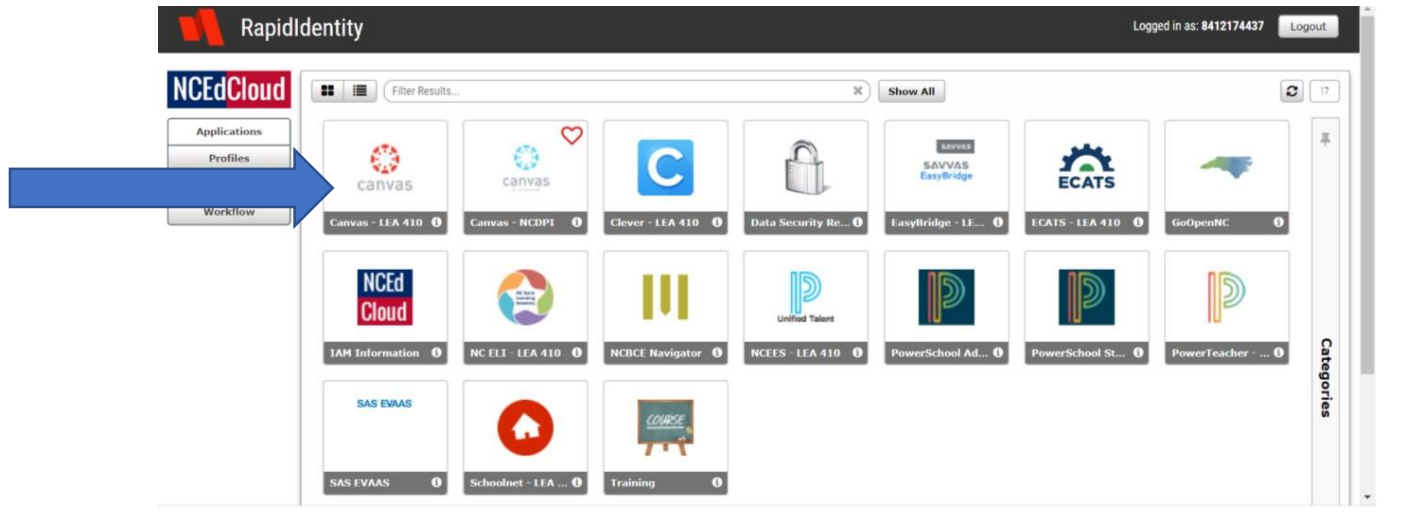 RapidIdentity
Logged in as: 8412174437 Logout
NCEdCloud
Filter Results...
Show All
17
Applications
Profiles
Workflow
canvas
canvas
C
SAVVAS
SAVVAS
EasyBridge
ECATS
Canvas - LEA 410
Canvas - NCDPI
Clever - LEA 410
Data Security Re...
EasyBridge - LE...
ECATS - LEA 410
GoOpenNC
NCEd
Cloud
Unified Talent
IAM Information
NC ELI - LEA 410
NCBCE Navigator
NCEES - LEA 410
PowerSchool Ad...
PowerSchool St...
PowerTeacher - ...
Categories
SAS EVAAS
COURSE
SAS EVAAS
Schoolnet - LEA ...
Training